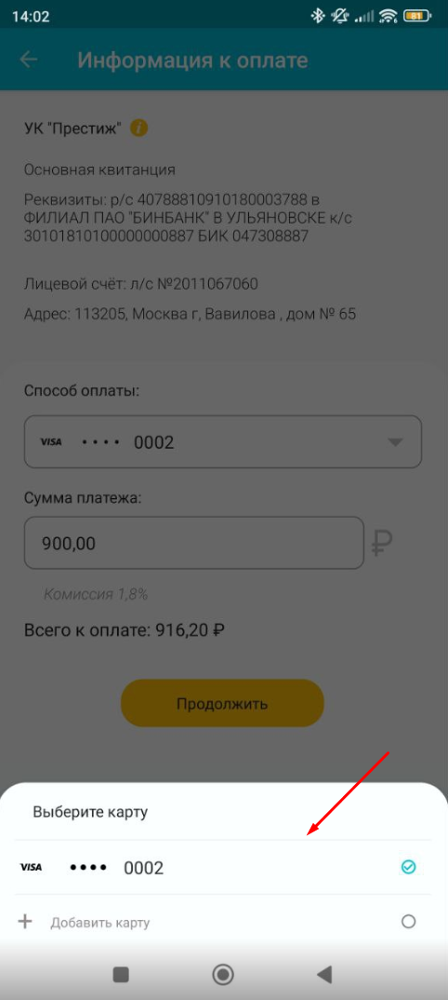 14:02
81
Информация к оплате
УК "Престиж" i
Основная квитанция
Реквизиты: р/с 40788810910180003788 в
ФИЛИАЛ ПАО "БИНБАНК" В УЛЬЯНОВСКЕ к/с
30101810100000000887 БИК 047308887
Лицевой счёт: л/с №2011067060
Адрес: 113205, Москва г, Вавилова , дом № 65
Способ оплаты:
VISA •••• 0002
Сумма платежа:
900,00 ₽
Комиссия 1,8%
Всего к оплате: 916,20 ₽
Продолжить
Выберите карту
VISA •••• 0002
+ Добавить карту